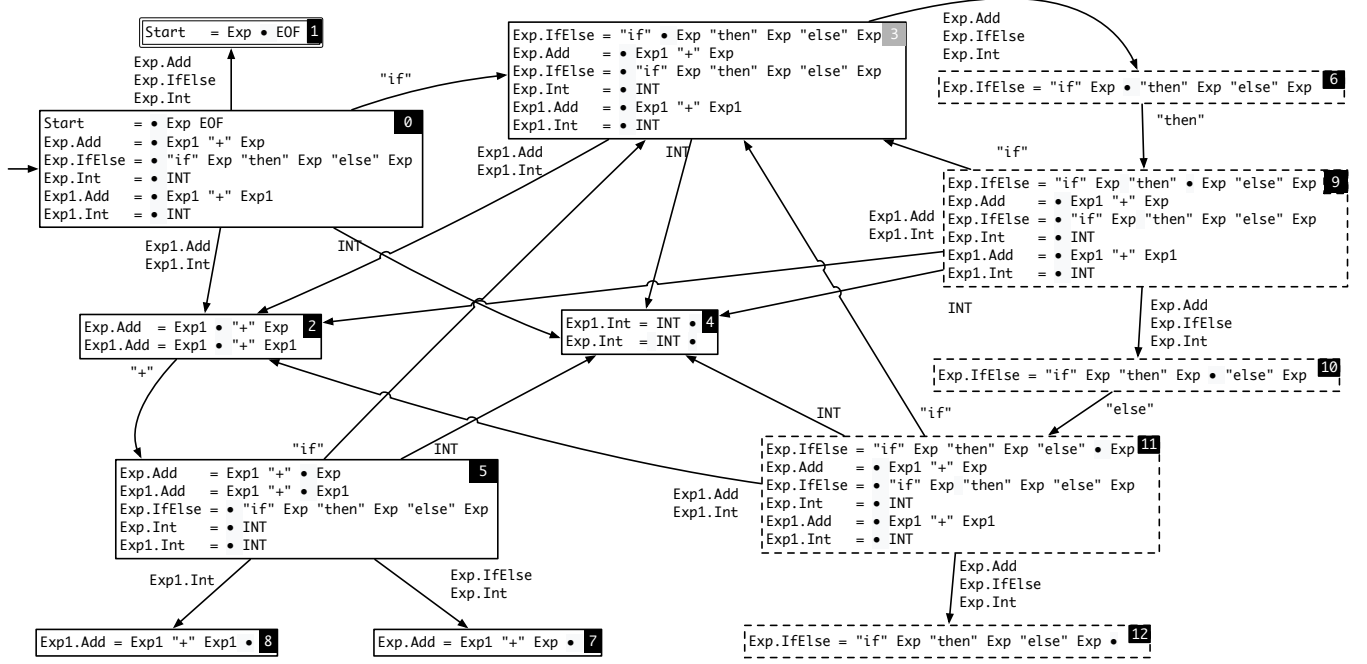 Start   = Exp • EOF 1
Exp.Add
Exp.IfElse
Exp.Int
"if"
Start      = • Exp EOF 0
Exp.Add    = • Exp1 "+" Exp
Exp.IfElse = • "if" Exp "then" Exp "else" Exp
Exp.Int    = • INT
Exp1.Add   = • Exp1 "+" Exp1
Exp1.Int   = • INT
Exp.IfElse = "if" • Exp "then" Exp "else" Exp 3
Exp.Add    = • Exp1 "+" Exp
Exp.IfElse = • "if" Exp "then" Exp "else" Exp
Exp.Int    = • INT
Exp1.Add   = • Exp1 "+" Exp1
Exp1.Int   = • INT
Exp.Add
Exp.IfElse
Exp.Int
Exp.IfElse = "if" Exp • "then" Exp "else" Exp 6
"then"
Exp1.Add
Exp1.Int
INT
"if"
Exp.IfElse = "if" Exp "then" • Exp "else" Exp 9
Exp.Add    = • Exp1 "+" Exp
Exp.IfElse = • "if" Exp "then" Exp "else" Exp
Exp.Int    = • INT
Exp1.Add   = • Exp1 "+" Exp1
Exp1.Int   = • INT
Exp1.Add
Exp1.Int
Exp1.Add
Exp1.Int
INT
INT
Exp.Add
Exp.IfElse
Exp.Int
Exp.Add  = Exp1 • "+" Exp 2
Exp1.Add = Exp1 • "+" Exp1
Exp1.Int = INT • 4
Exp.Int  = INT •
"+"
Exp.IfElse = "if" Exp "then" Exp • "else" Exp 10
"else"
INT
"if"
"if"
INT
Exp.Add    = Exp1 "+" • Exp 5
Exp1.Add   = Exp1 "+" • Exp1
Exp.IfElse = • "if" Exp "then" Exp "else" Exp
Exp.Int    = • INT
Exp1.Int   = • INT
Exp.IfElse = "if" Exp "then" Exp "else" • Exp 11
Exp.Add    = • Exp1 "+" Exp
Exp.IfElse = • "if" Exp "then" Exp "else" Exp
Exp.Int    = • INT
Exp1.Add   = • Exp1 "+" Exp1
Exp1.Int   = • INT
Exp1.Add
Exp1.Int
Exp1.Int
Exp.IfElse
Exp.Int
Exp.Add
Exp.IfElse
Exp.Int
Exp1.Add = Exp1 "+" Exp1 • 8
Exp.Add = Exp1 "+" Exp • 7
Exp.IfElse = "if" Exp "then" Exp "else" Exp • 12